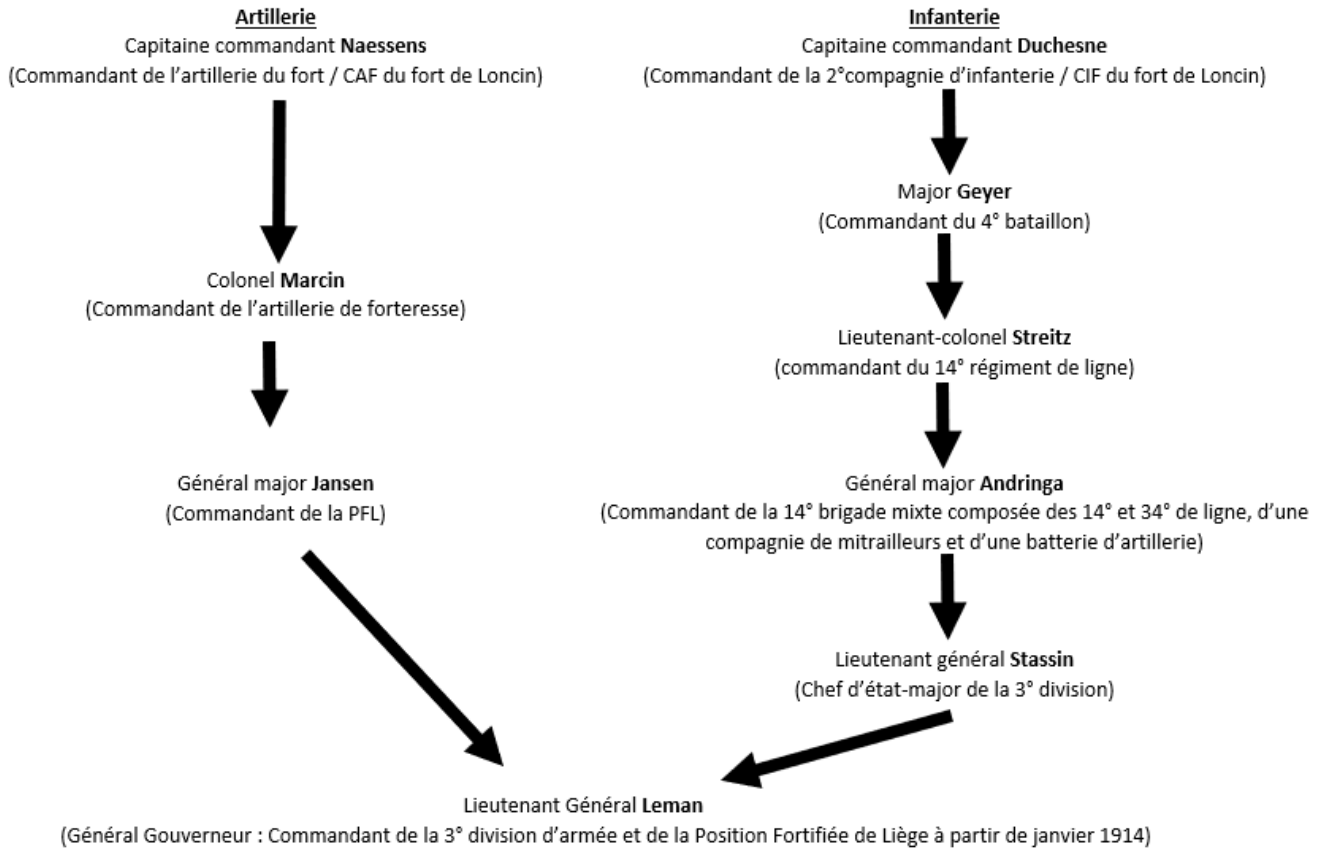 Artillerie
Capitaine commandant Naessens
(Commandant de l'artillerie du fort / CAF du fort de Loncin)
Colonel Marcin
(Commandant de l'artillerie de forteresse)
Général major Jansen
(Commandant de la PFL)
Infanterie
Capitaine commandant Duchesne
(Commandant de la 2°compagnie d'infanterie / CIF du fort de Loncin)
Major Geyer
(Commandant du 4° bataillon)
Lieutenant-colonel Streitz
(commandant du 14° régiment de ligne)
Général major Andringa
(Commandant de la 14° brigade mixte composée des 14° et 34° de ligne, d'une
compagnie de mitrailleurs et d'une batterie d'artillerie)
Lieutenant général Stassin
(Chef d'état-major de la 3° division)
Lieutenant Général Leman
(Général Gouverneur : Commandant de la 3° division d'armée et de la Position Fortifiée de Liège à partir de janvier 1914)